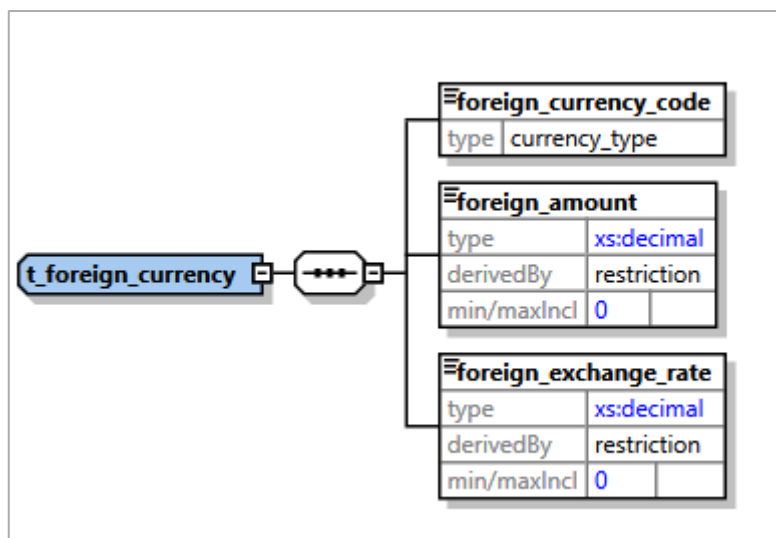 foreign_currency_code
type currency_type
foreign_amount
type xs:decimal
derivedBy restriction
min/maxIncl 0
t_foreign_currency
foreign_exchange_rate
type xs:decimal
derivedBy restriction
min/maxIncl 0